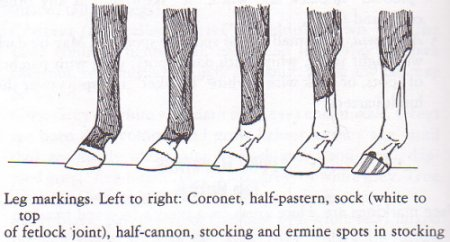 Leg markings. Left to right: Coronet, half-pastern, sock (white to
top
of fetlock joint), half-cannon, stocking and ermine spots in stocking